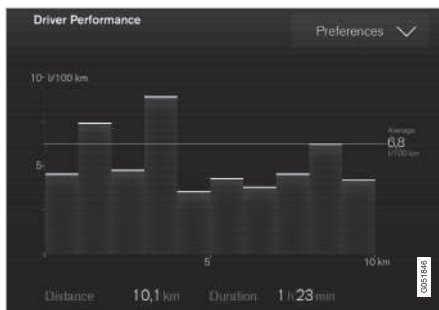 Driver Performance
Preferences
10- l/100 km
Average
6,8
l/100 km
5-
5
10 km
Distance 10,1 km Duration 1 h 23 min
G051846